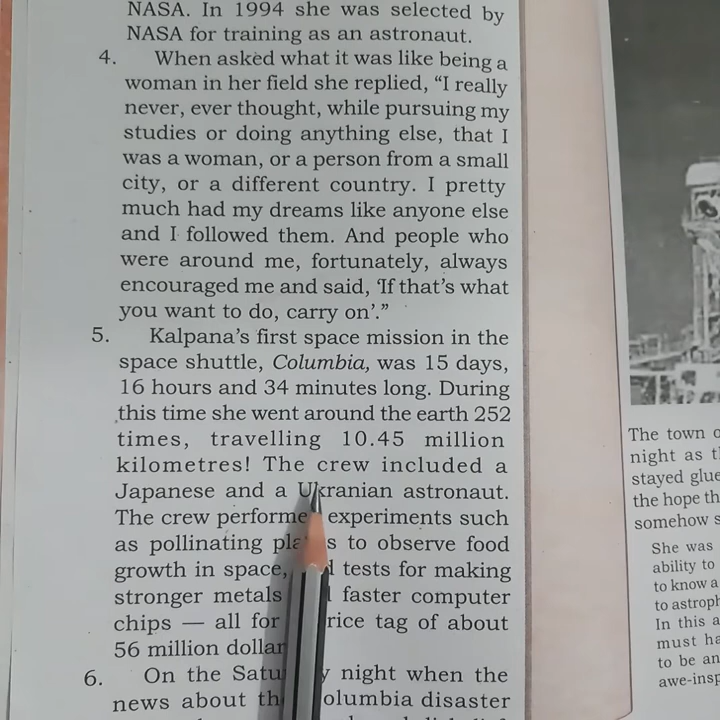 NASA. In 1994 she was selected by
NASA for training as an astronaut.
4. When asked what it was like being a
woman in her field she replied, “I really
never, ever thought, while pursuing my
studies or doing anything else, that I
was a woman, or a person from a small
city, or a different country. I pretty
much had my dreams like anyone else
and I followed them. And people who
were around me, fortunately, always
encouraged me and said, ‘If that’s what
you want to do, carry on’.”
5. Kalpana’s first space mission in the
space shuttle, Columbia, was 15 days,
16 hours and 34 minutes long. During
this time she went around the earth 252
times, travelling 10.45 million
kilometres! The crew included a
Japanese and a Ukranian astronaut.
The crew performe experiments such
as pollinating pla s to observe food
growth in space, tests for making
stronger metals faster computer
chips — all for rice tag of about
56 million dollar
6. On the Satu y night when the
news about th olumbia disaster
The town o
night as t
stayed glue
the hope th
somehow s
She was
ability to
to know a
to astroph
In this a
must ha
to be an
awe-insp